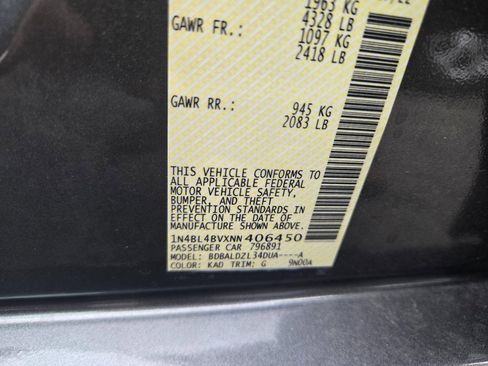 1963 KG
4328 LB
GAWR FR.: 1097 KG
2418 LB
GAWR RR.: 945 KG
2083 LB
THIS VEHICLE CONFORMS TO
ALL APPLICABLE FEDERAL
MOTOR VEHICLE SAFETY,
BUMPER, AND THEFT
PREVENTION STANDARDS IN
EFFECT ON THE DATE OF
MANUFACTURE SHOWN ABOVE.
1N4BL4BVXNN406450
PASSENGER CAR 796891
MODEL: BDBALDZL34DUA----A
COLOR: KAD TRIM: G 9N00A